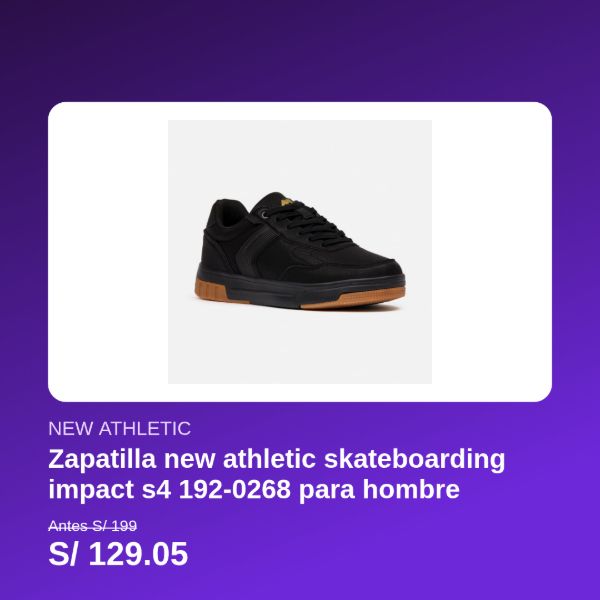 NEW ATHLETIC
Zapatilla new athletic skateboarding
impact s4 192-0268 para hombre
Antes S/ 199
S/ 129.05